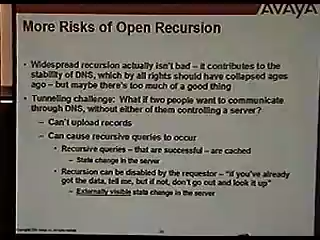 AVAYA
More Risks of Open Recursion
• Widespread recursion actually isn't bad – it contributes to the
stability of DNS, which by all rights should have collapsed ages
ago – but maybe there's too much of a good thing
• Tunneling challenge: What if two people want to communicate
through DNS, without either of them controlling a server?
– Can't upload records
– Can cause recursive queries to occur
• Recursive queries – that are successful – are cached
– State change in the server
• Recursion can be disabled by the requestor – "if you've already
got the data, tell me, but if not, don't go out and look it up"
– Externally visible state change in the server